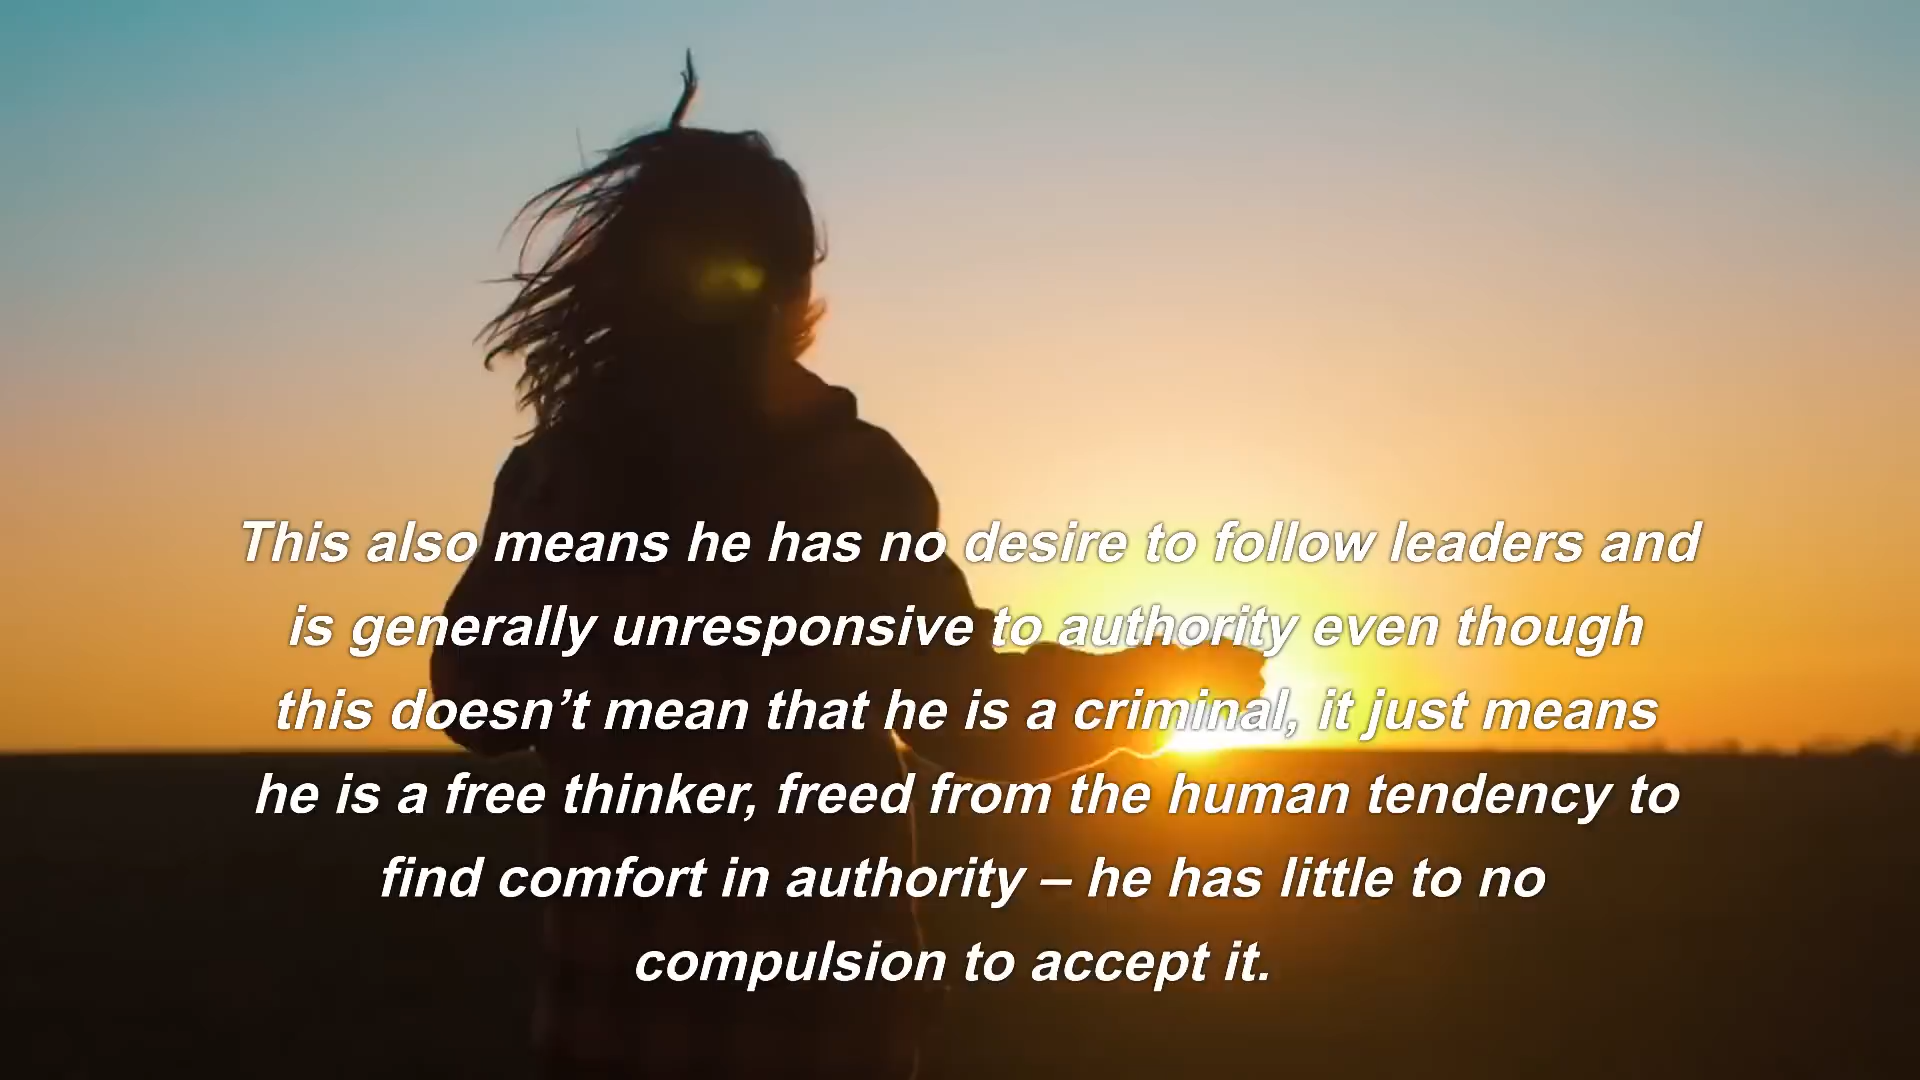 This also means he has no desire to follow leaders and
is generally unresponsive to authority even though
this doesn’t mean that he is a criminal, it just means
he is a free thinker, freed from the human tendency to
find comfort in authority – he has little to no
compulsion to accept it.